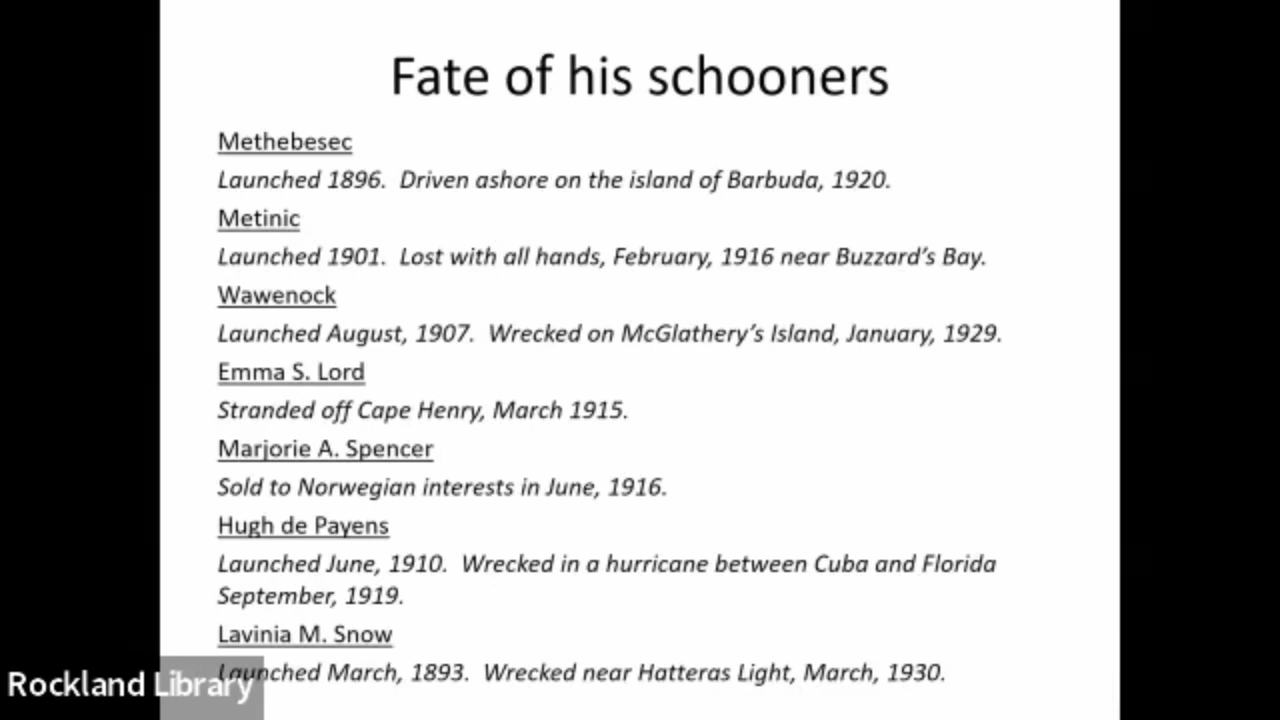 Fate of his schooners
Methebesec
Launched 1896. Driven ashore on the island of Barbuda, 1920.
Metinic
Launched 1901. Lost with all hands, February, 1916 near Buzzard's Bay.
Wawenock
Launched August, 1907. Wrecked on McGlathery's Island, January, 1929.
Emma S. Lord
Stranded off Cape Henry, March 1915.
Marjorie A. Spencer
Sold to Norwegian interests in June, 1916.
Hugh de Payens
Launched June, 1910. Wrecked in a hurricane between Cuba and Florida
September, 1919.
Lavinia M. Snow
Launched March, 1893. Wrecked near Hatteras Light, March, 1930.
Rockland Library